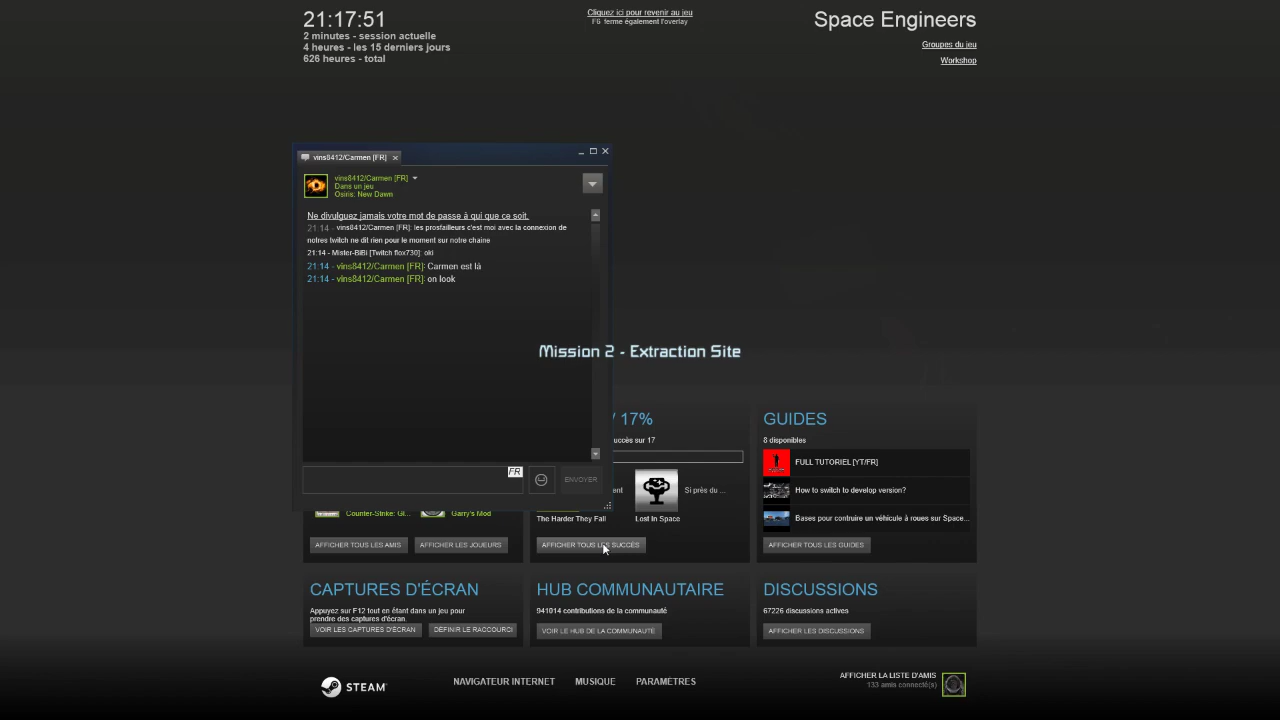 21:17:51
2 minutes - session actuelle
4 heures - les 15 derniers jours
626 heures - total
Cliquez ici pour revenir au jeu
F6 ferme également l'overlay
Space Engineers
Groupes du jeu
Workshop
vins8412/Carmen [FR]
vins8412/Carmen [FR]
Dans un jeu
Osiris: New Dawn
Ne divulguez jamais votre mot de passe à qui que ce soit.
21:14 - vins8412/Carmen [FR]: les prosfailleurs c'est moi avec la connexion de
notres twitch ne dit rien pour le moment sur notre chaine
21:14 - Mister-BiBi [Twitch flox730]: oki
21:14 - vins8412/Carmen [FR]: Carmen est là
21:14 - vins8412/Carmen [FR]: on look
Mission 2 - Extraction Site
FR
ENVOYER
Counter-Strike: Gl...
Garry's Mod
AFFICHER TOUS LES AMIS
AFFICHER LES JOUEURS
/ 17%
sur 17
Si près du ...
The Harder They Fall
Lost In Space
AFFICHER TOUS LES SUCCÈS
GUIDES
8 disponibles
FULL TUTORIEL [YT/FR]
How to switch to develop version?
Bases pour contruire un véhicule à roues sur Space...
AFFICHER TOUS LES GUIDES
CAPTURES D'ÉCRAN
Appuyez sur F12 tout en étant dans un jeu pour
prendre des captures d'écran.
VOIR LES CAPTURES D'ÉCRAN
DÉFINIR LE RACCOURCI
HUB COMMUNAUTAIRE
941014 contributions de la communauté
VOIR LE HUB DE LA COMMUNAUTÉ
DISCUSSIONS
67226 discussions actives
AFFICHER LES DISCUSSIONS
STEAM
NAVIGATEUR INTERNET
MUSIQUE
PARAMÈTRES
AFFICHER LA LISTE D'AMIS
133 amis connecté(s)